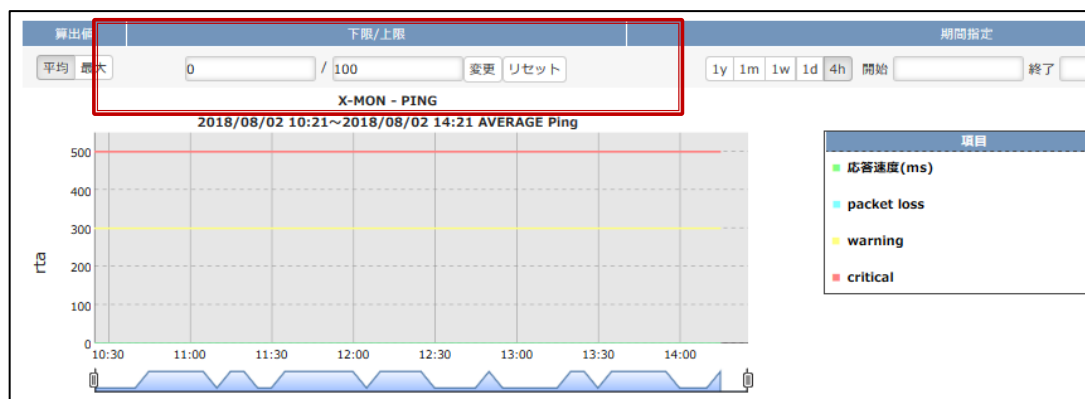 算出値 下限/上限 期間指定
平均 最大 0 / 100 変更 リセット 1y 1m 1w 1d 4h 開始 終了
X-MON - PING
2018/08/02 10:21～2018/08/02 14:21 AVERAGE Ping
項目
応答速度(ms)
packet loss
warning
critical
rta
500
400
300
200
100
0
10:30 11:00 11:30 12:00 12:30 13:00 13:30 14:00